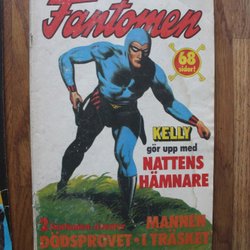 Fantomen
68
sidor!
KELLY
gör upp med
NATTENS
HÄMNARE
MANNEN
DÖDSPROVET • I TRÄSKET